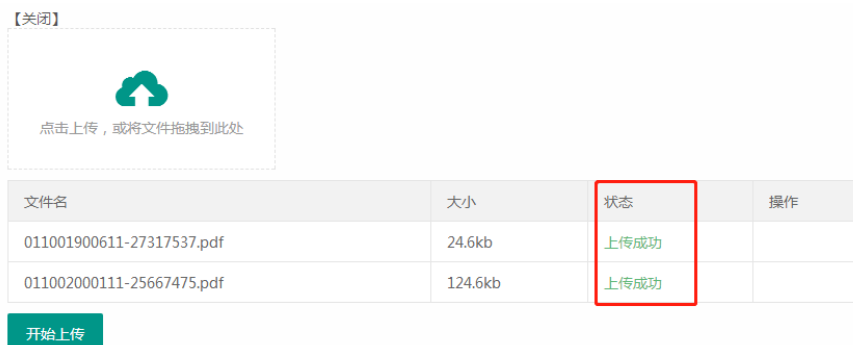 【关闭】
点击上传，或将文件拖拽到此处
文件名 大小 状态 操作
011001900611-27317537.pdf 24.6kb 上传成功
011002000111-25667475.pdf 124.6kb 上传成功
开始上传